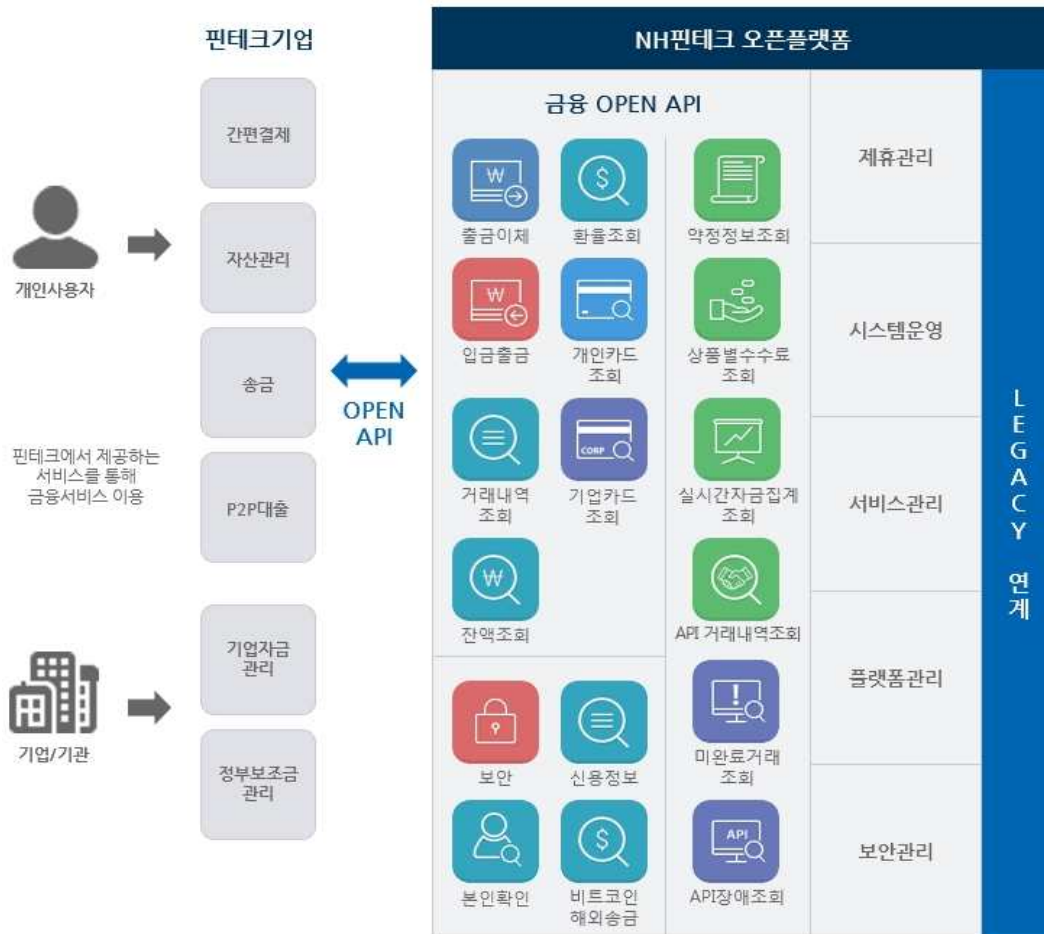 핀테크기업
간편결제
자산관리
송금
P2P대출
기업자금
관리
정부보조금
관리
개인사용자
핀테크에서 제공하는
서비스를 통해
금융서비스 이용
기업/기관
OPEN
API
NH핀테크 오픈플랫폼
금융 OPEN API
₩
출금이체
$
환율조회
약정정보조회
₩
입금출금
개인카드
조회
상품별수수료
조회
거래내역
조회
CORP
기업카드
조회
실시간자금집계
조회
₩
잔액조회
API 거래내역조회
보안
신용정보
!
미완료거래
조회
본인확인
$
비트코인
해외송금
API
API장애조회
제휴관리
시스템운영
서비스관리
플랫폼관리
보안관리
LEGACY 연계